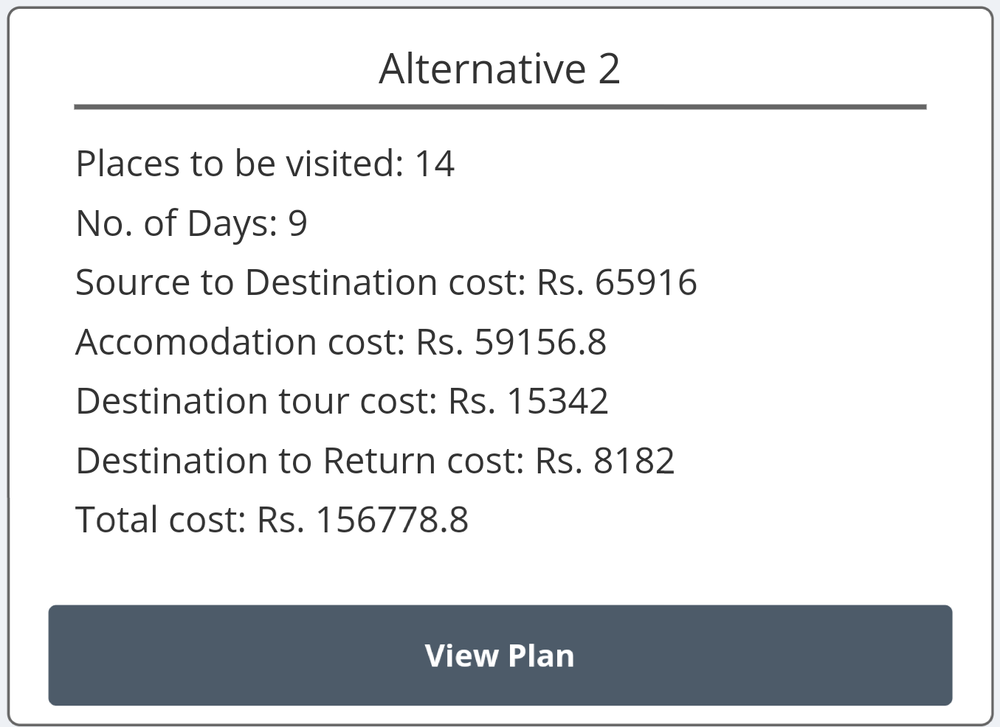 Alternative 2
Places to be visited: 14
No. of Days: 9
Source to Destination cost: Rs. 65916
Accomodation cost: Rs. 59156.8
Destination tour cost: Rs. 15342
Destination to Return cost: Rs. 8182
Total cost: Rs. 156778.8
View Plan